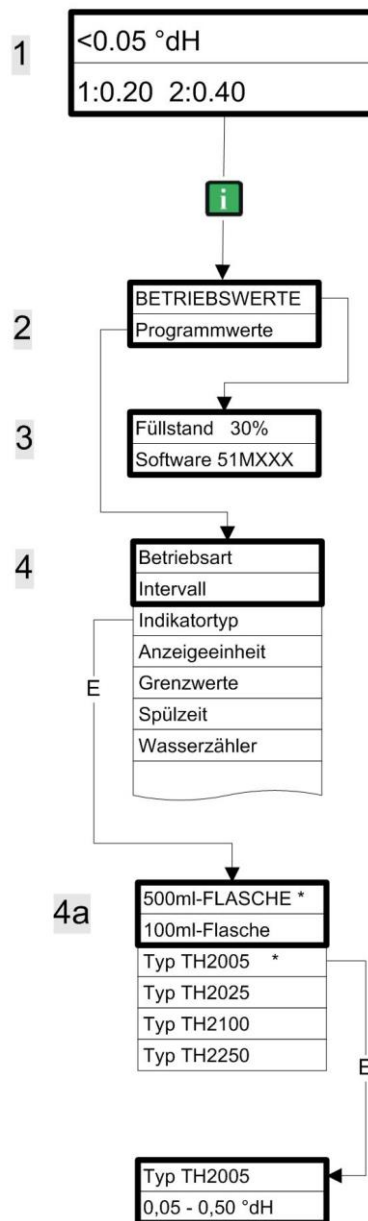 1
<0.05 °dH
1:0.20 2:0.40
i
2
BETRIEBSWERTE
Programmwerte
3
Füllstand 30%
Software 51MXXX
4
Betriebsart
Intervall
Indikatortyp
Anzeigeeinheit
Grenzwerte
Spülzeit
Wasserzähler
E
4a
500ml-FLASCHE *
100ml-Flasche
Typ TH2005 *
Typ TH2025
Typ TH2100
Typ TH2250
E
Typ TH2005
0,05 - 0,50 °dH